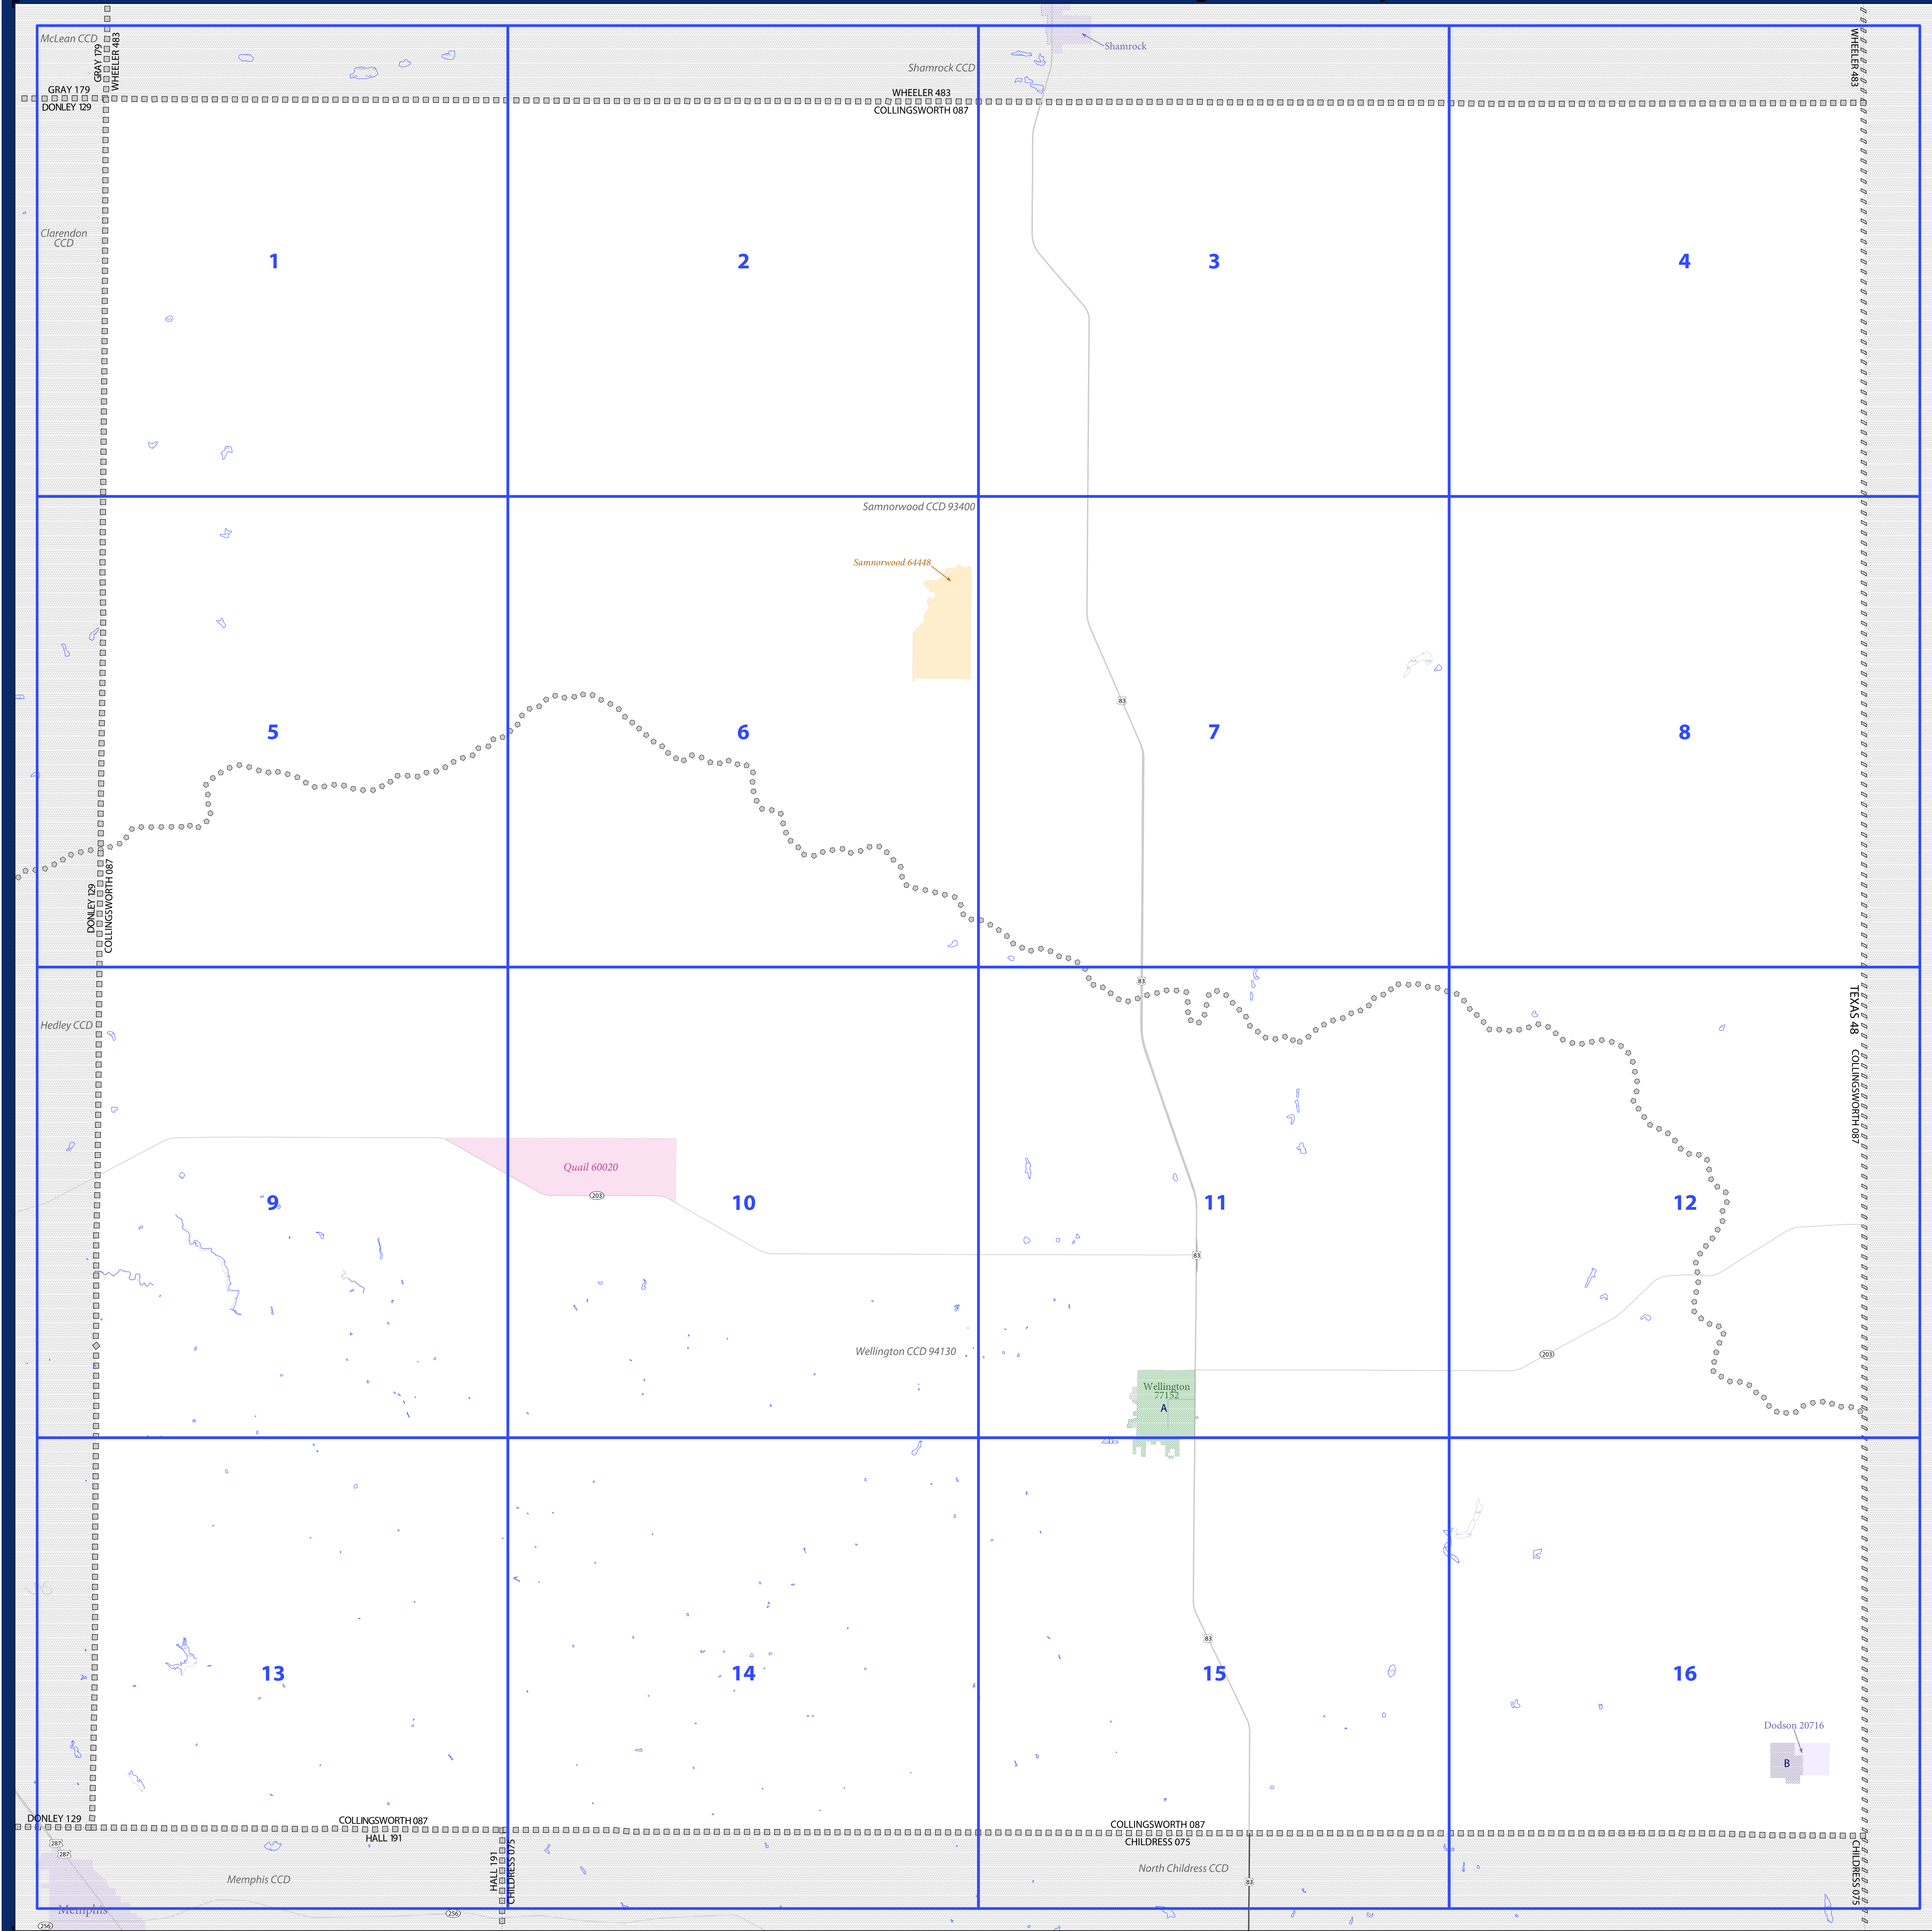 McLean CCD
GRAY 179
WHEELER 483
Shamrock
Shamrock CCD
WHEELER 483
GRAY 179
DONLEY 129
WHEELER 483
COLLINGSWORTH 087
Clarendon
CCD
1
2
3
4
Samnorwood CCD 93400
Samnorwood 64448
83
5
6
7
8
DONLEY 129
COLLINGSWORTH 087
83
TEXAS 48
COLLINGSWORTH 087
Hedley CCD
Quail 60020
203
9
10
11
12
83
Wellington CCD 94130
203
Wellington
77152
A
83
13
14
15
16
Dodson 20716
B
DONLEY 129
COLLINGSWORTH 087
HALL 191
COLLINGSWORTH 087
CHILDRESS 075
287
287
HALL 191
CHILDRESS 075
CHILDRESS 075
Memphis CCD
North Childress CCD
83
Memphis
256
256